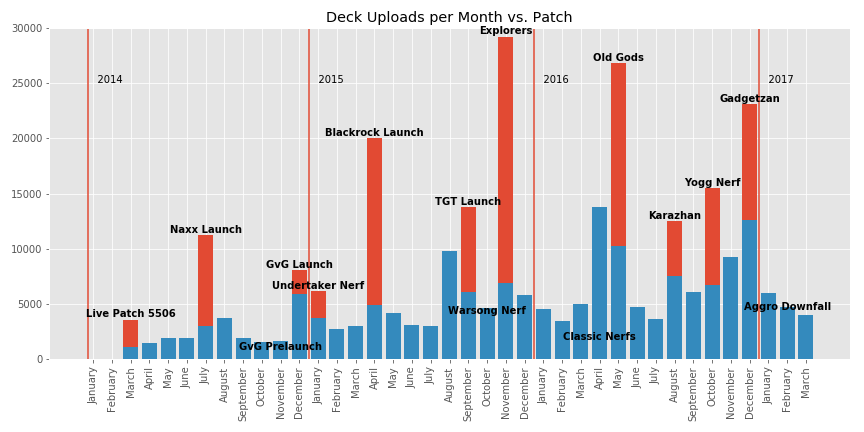 Deck Uploads per Month vs. Patch
30000
25000
20000
15000
10000
5000
0
2014
2015
2016
2017
Live Patch 5506
Naxx Launch
GvG Prelaunch
GvG Launch
Undertaker Nerf
Blackrock Launch
TGT Launch
Warsong Nerf
Explorers
Classic Nerfs
Old Gods
Karazhan
Yogg Nerf
Gadgetzan
Aggro Downfall
January
February
March
April
May
June
July
August
September
October
November
December
January
February
March
April
May
June
July
August
September
October
November
December
January
February
March
April
May
June
July
August
September
October
November
December
January
February
March